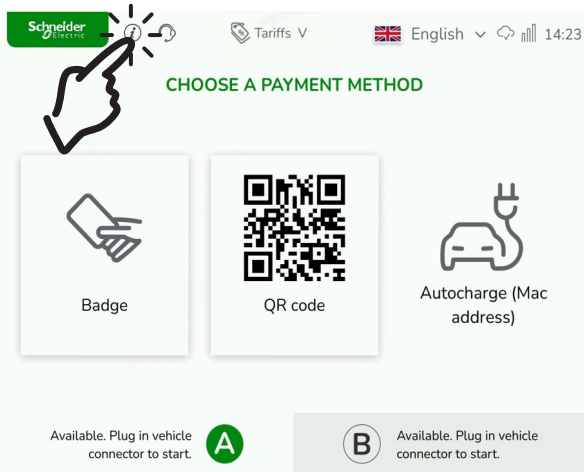 Schneider
Electric
i
Tariffs V
English
14:23
CHOOSE A PAYMENT METHOD
Badge
QR code
Autocharge (Mac
address)
Available. Plug in vehicle
connector to start.
A
B
Available. Plug in vehicle
connector to start.